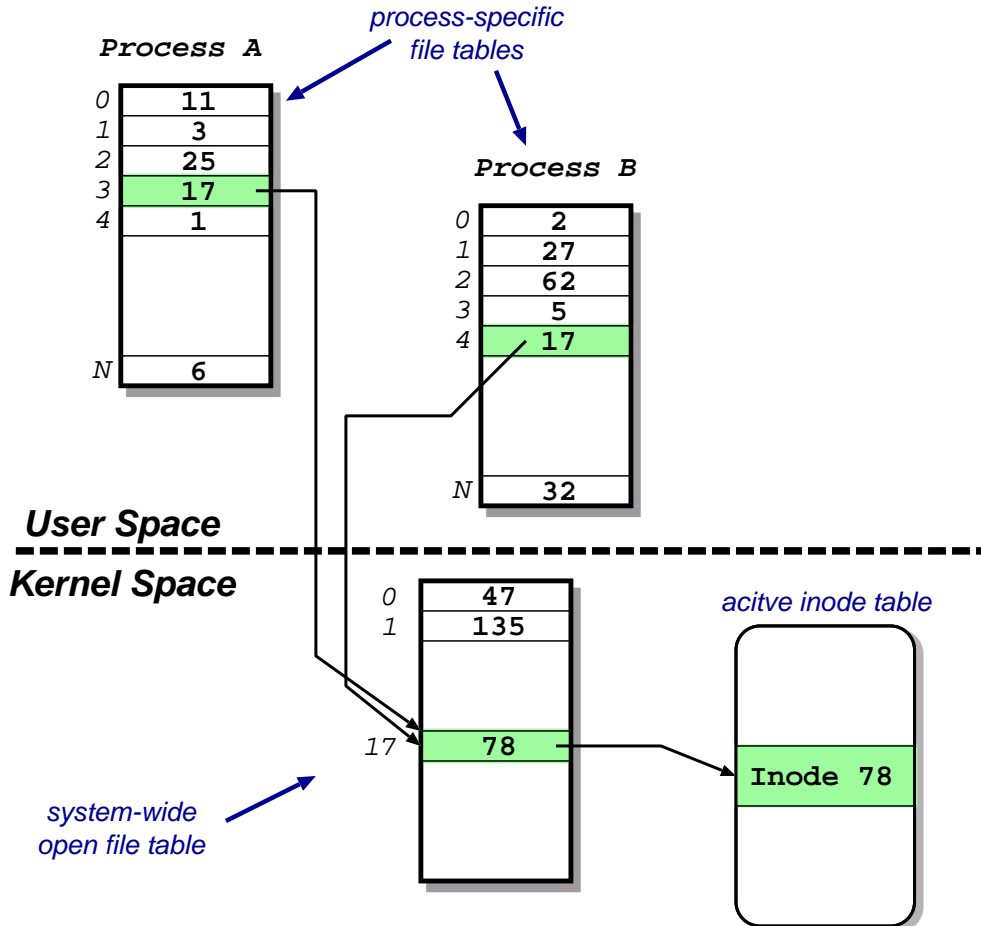 process-specific
file tables
Process A
0 11
1 3
2 25
3 17
4 1
N 6
Process B
0 2
1 27
2 62
3 5
4 17
N 32
User Space
Kernel Space
0 47
1 135
17 78
system-wide
open file table
acitve inode table
Inode 78